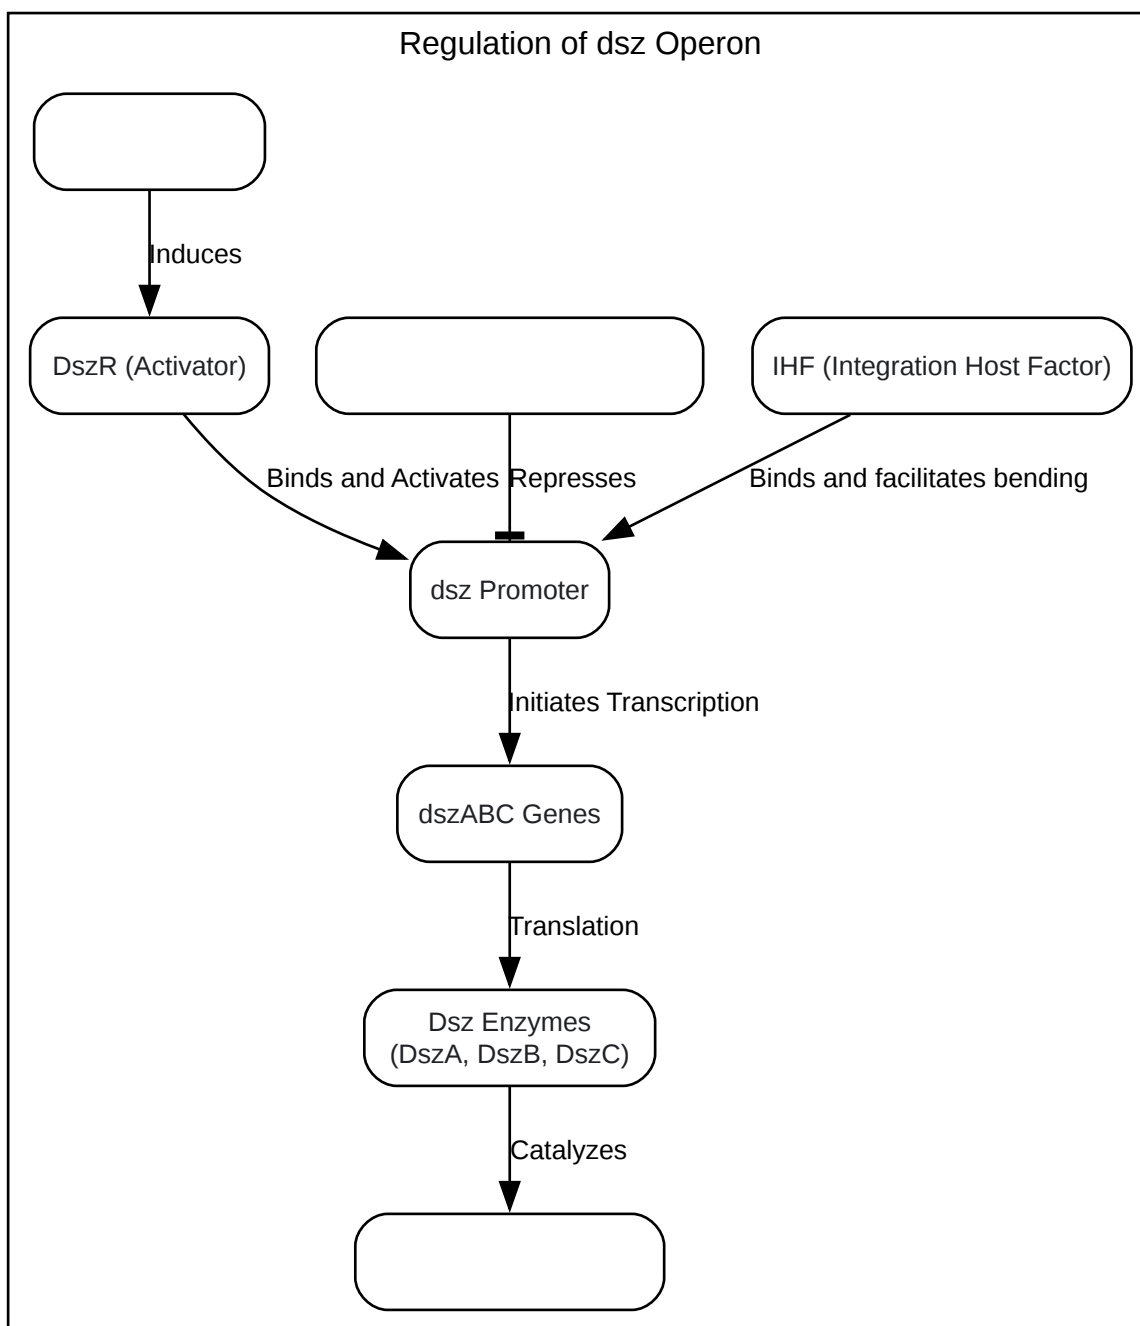 Regulation of dsz Operon
Induces
DszR (Activator)
IHF (Integration Host Factor)
Binds and Activates
Represses
Binds and facilitates bending
dsz Promoter
Initiates Transcription
dszABC Genes
Translation
Dsz Enzymes
(DszA, DszB, DszC)
Catalyzes